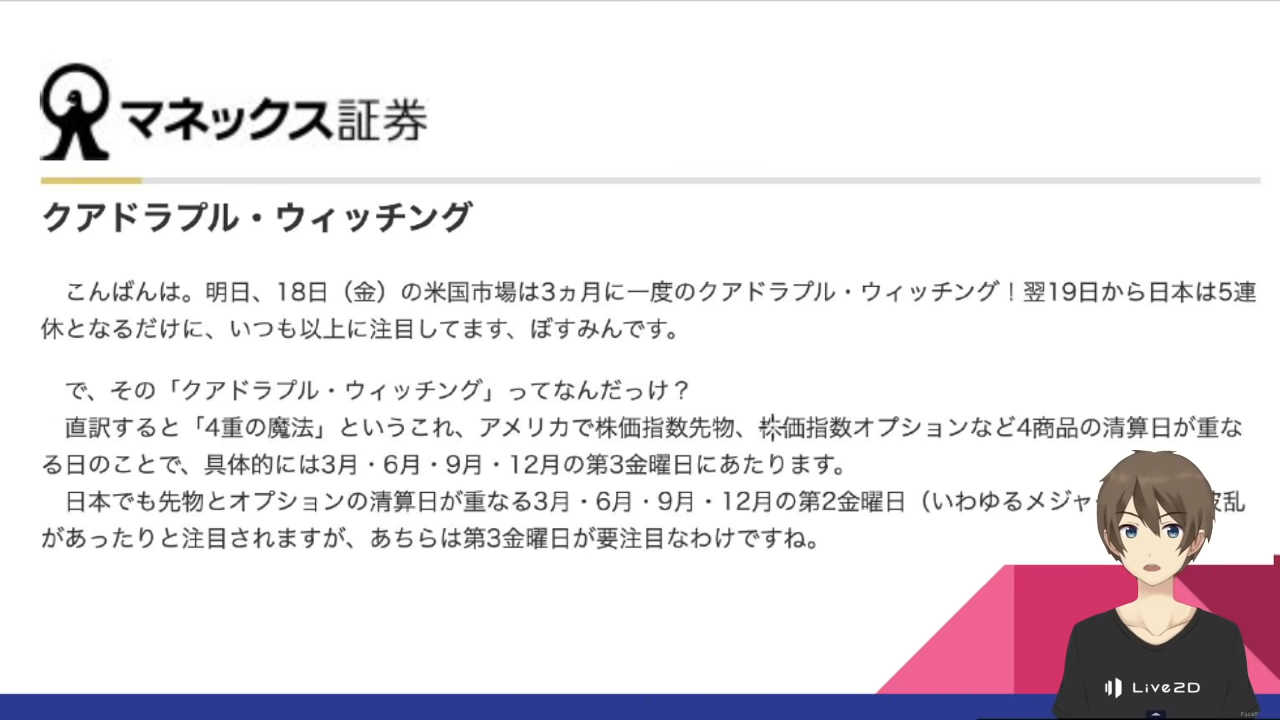 マネックス証券
クアドラプル・ウィッチング
こんばんは。明日、18日（金）の米国市場は3ヵ月に一度のクアドラプル・ウィッチング！翌19日から日本は5連
休となるだけに、いつも以上に注目してます、ぼすみんです。
で、その「クアドラプル・ウィッチング」ってなんだっけ？
直訳すると「4重の魔法」というこれ、アメリカで株価指数先物、株価指数オプションなど4商品の清算日が重な
る日のことで、具体的には3月・6月・9月・12月の第3金曜日にあたります。
日本でも先物とオプションの清算日が重なる3月・6月・9月・12月の第2金曜日（いわゆるメジャ 波乱
があったりと注目されますが、あちらは第3金曜日が要注目なわけですね。
Live2D